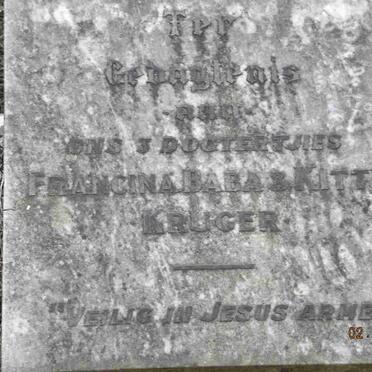 Ter
Gedagtenis
aan
ONS 3 DOGTERTJIES
FRANCINA, BABA & KITT
KRUGER
"VEILIG IN JESUS ARME
02.